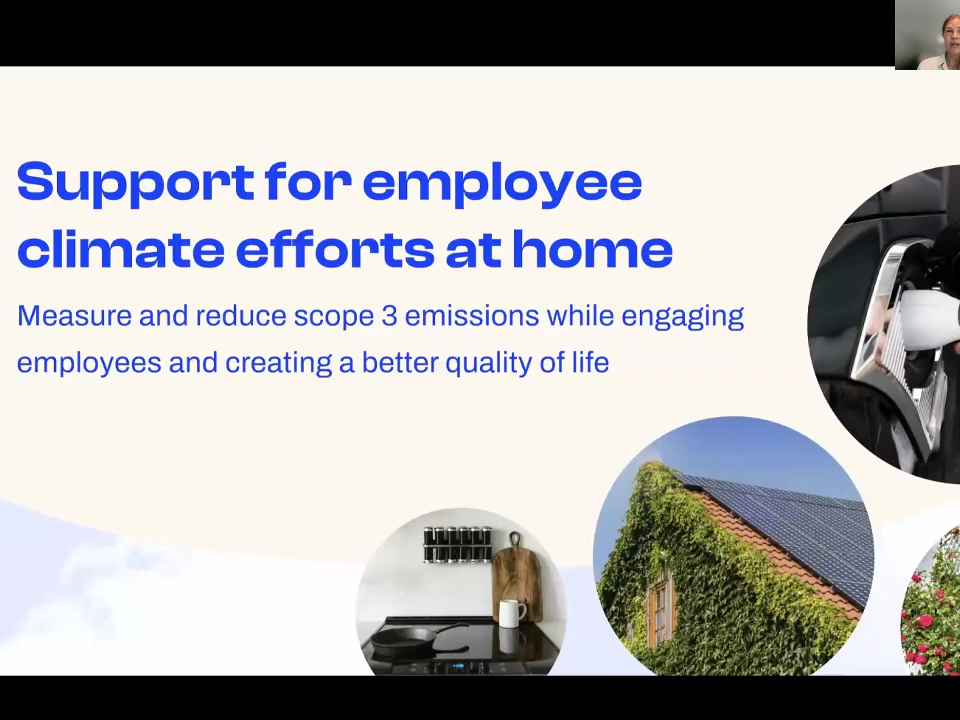 Support for employee
climate efforts at home
Measure and reduce scope 3 emissions while engaging
employees and creating a better quality of life